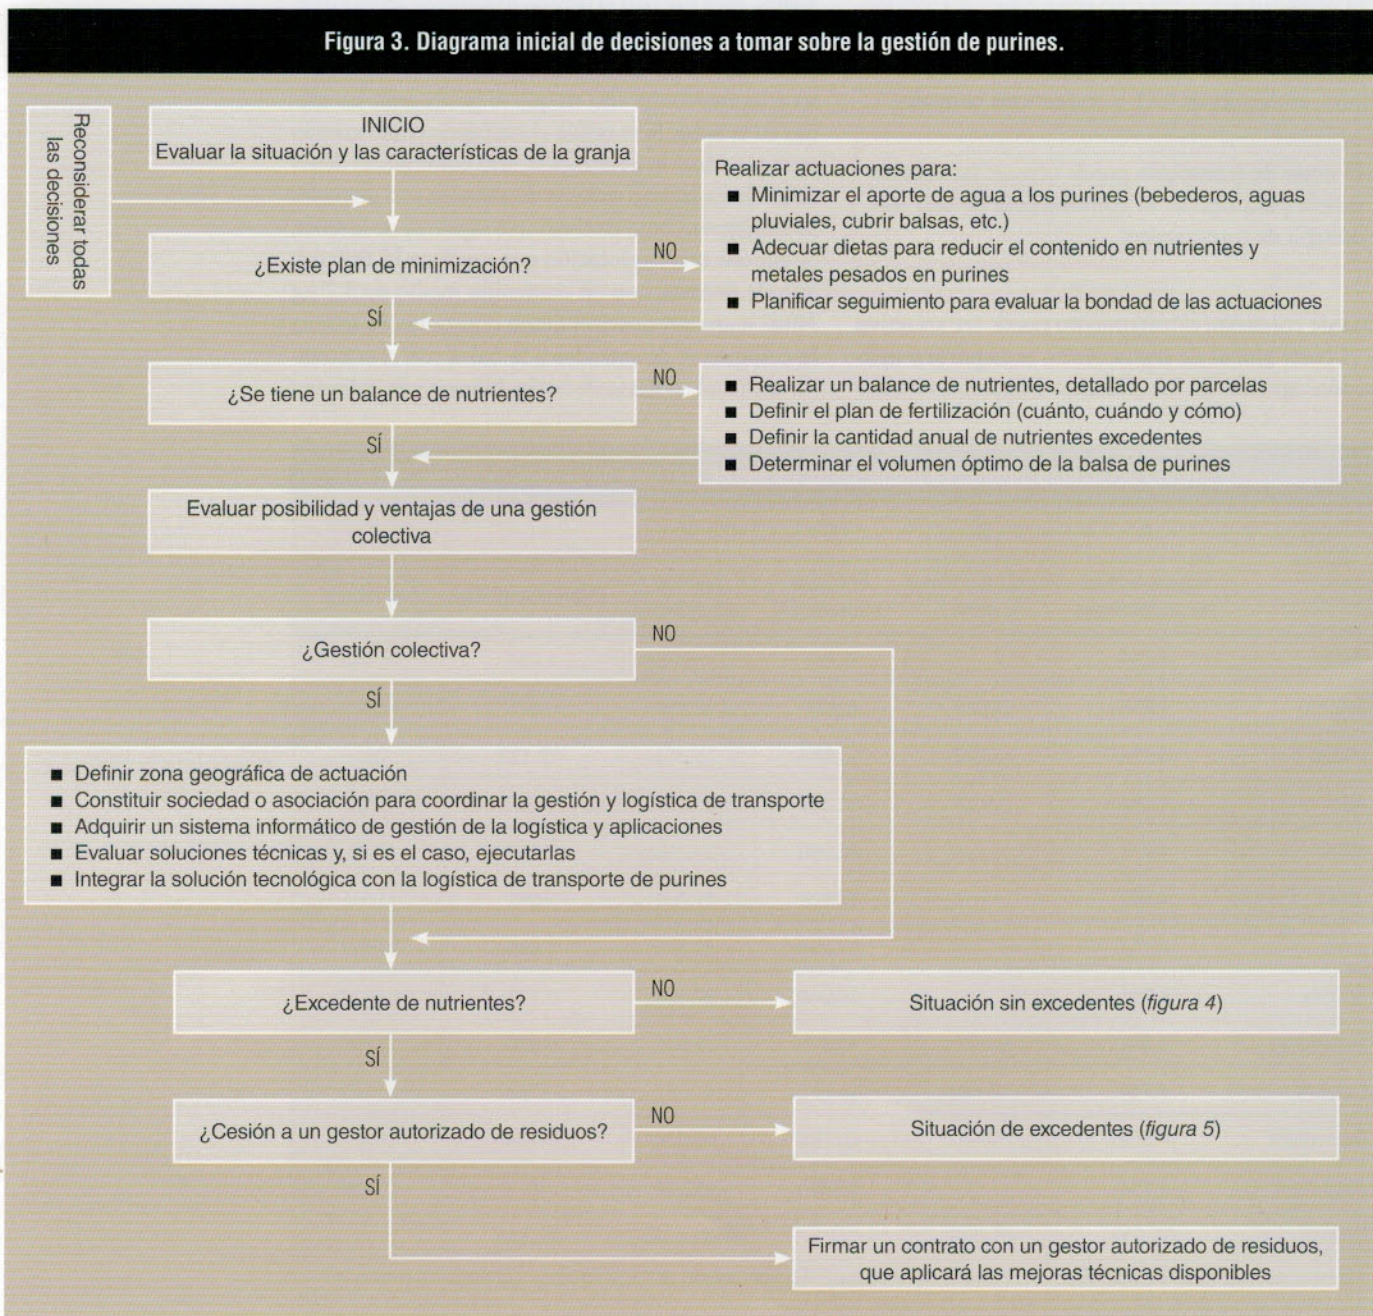 Figura 3. Diagrama inicial de decisiones a tomar sobre la gestión de purines.
Reconsiderar todas
las decisiones
INICIO
Evaluar la situación y las características de la granja
¿Existe plan de minimización?
NO
Realizar actuaciones para:
■ Minimizar el aporte de agua a los purines (bebederos, aguas
pluviales, cubrir balsas, etc.)
■ Adecuar dietas para reducir el contenido en nutrientes y
metales pesados en purines
■ Planificar seguimiento para evaluar la bondad de las actuaciones
SÍ
¿Se tiene un balance de nutrientes?
NO
■ Realizar un balance de nutrientes, detallado por parcelas
■ Definir el plan de fertilización (cuánto, cuándo y cómo)
■ Definir la cantidad anual de nutrientes excedentes
■ Determinar el volumen óptimo de la balsa de purines
SÍ
Evaluar posibilidad y ventajas de una gestión
colectiva
¿Gestión colectiva?
NO
SÍ
■ Definir zona geográfica de actuación
■ Constituir sociedad o asociación para coordinar la gestión y logística de transporte
■ Adquirir un sistema informático de gestión de la logística y aplicaciones
■ Evaluar soluciones técnicas y, si es el caso, ejecutarlas
■ Integrar la solución tecnológica con la logística de transporte de purines
¿Excedente de nutrientes?
NO
Situación sin excedentes (figura 4)
SÍ
¿Cesión a un gestor autorizado de residuos?
NO
Situación de excedentes (figura 5)
SÍ
Firmar un contrato con un gestor autorizado de residuos,
que aplicará las mejoras técnicas disponibles